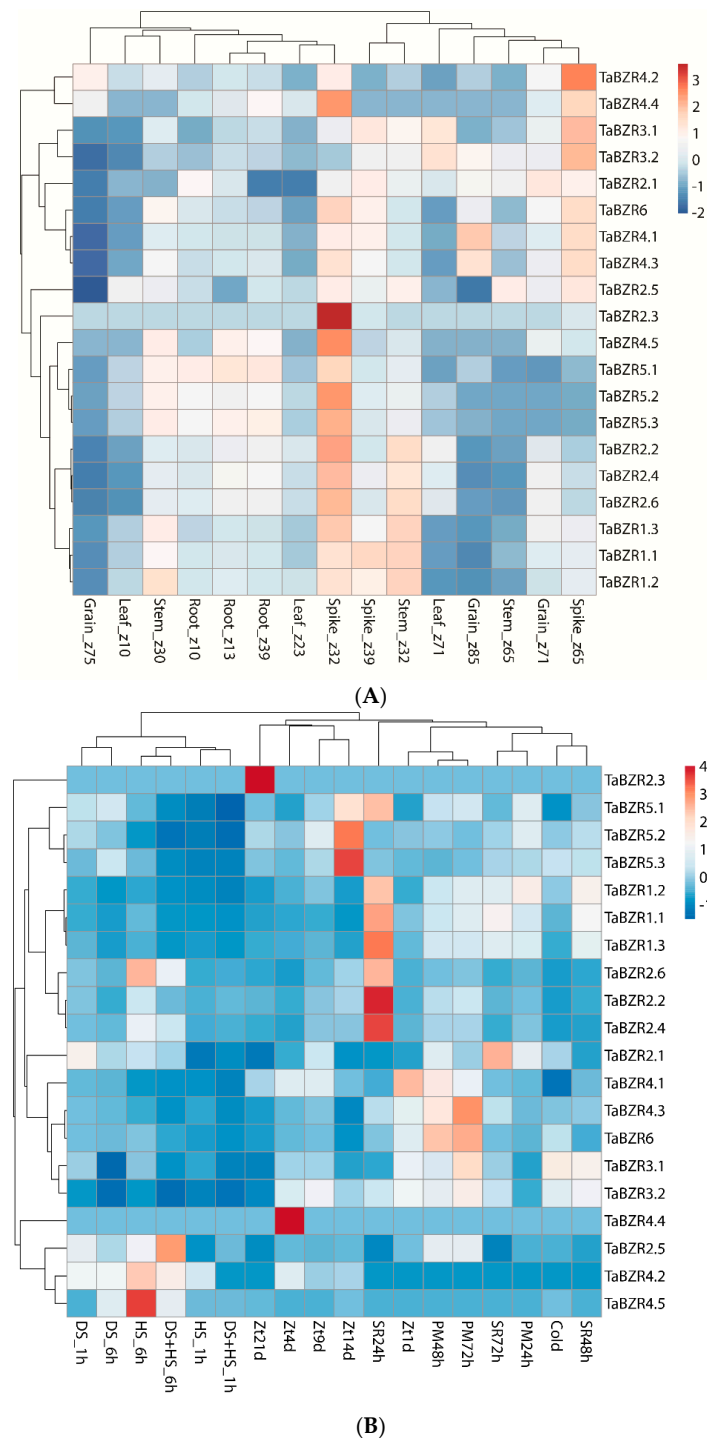 TaBZR4.2
TaBZR4.4
TaBZR3.1
TaBZR3.2
TaBZR2.1
TaBZR6
TaBZR4.1
TaBZR4.3
TaBZR2.5
TaBZR2.3
TaBZR4.5
TaBZR5.1
TaBZR5.2
TaBZR5.3
TaBZR2.2
TaBZR2.4
TaBZR2.6
TaBZR1.3
TaBZR1.1
TaBZR1.2
3
2
1
0
-1
-2
Grain_z75
Leaf_z10
Stem_z30
Root_z10
Root_z13
Root_z39
Leaf_z23
Spike_z32
Spike_z39
Stem_z32
Leaf_z71
Grain_z85
Stem_z65
Grain_z71
Spike_z65
(A)
TaBZR2.3
TaBZR5.1
TaBZR5.2
TaBZR5.3
TaBZR1.2
TaBZR1.1
TaBZR1.3
TaBZR2.6
TaBZR2.2
TaBZR2.4
TaBZR2.1
TaBZR4.1
TaBZR4.3
TaBZR6
TaBZR3.1
TaBZR3.2
TaBZR4.4
TaBZR2.5
TaBZR4.2
TaBZR4.5
4
3
2
1
0
-1
DS_1h
DS_6h
HS_6h
DS+HS_6h
HS_1h
DS+HS_1h
Zt21d
Zt4d
Zt9d
Zt14d
SR24h
Zt1d
PM48h
PM72h
SR72h
PM24h
Cold
SR48h
(B)